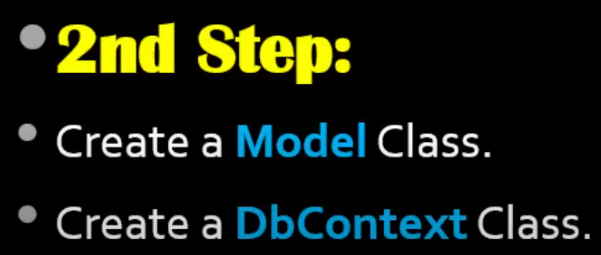 2nd Step:
Create a Model Class.
Create a DbContext Class.